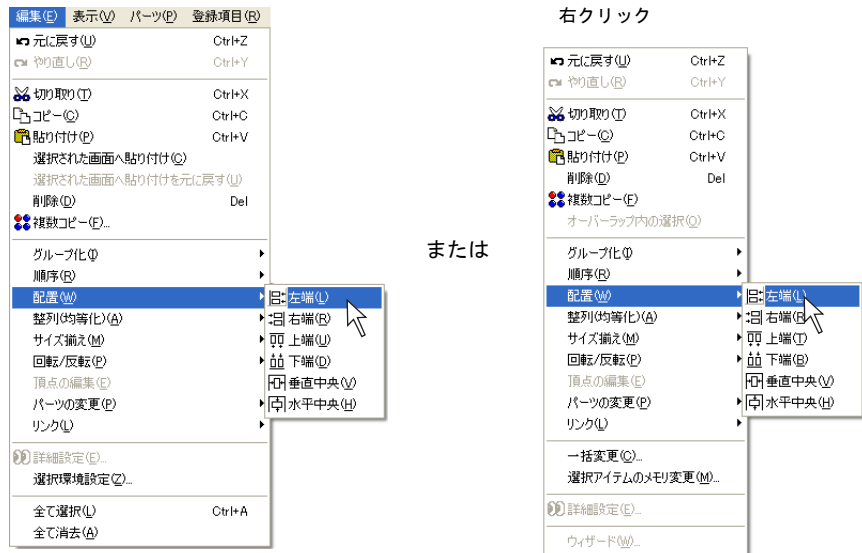 編集(E) 表示(V) パーツ(P) 登録項目(R)
元に戻す(U) Ctrl+Z
やり直し(R) Ctrl+Y
切り取り(T) Ctrl+X
コピー(C) Ctrl+C
貼り付け(P) Ctrl+V
選択された画面へ貼り付け(C)
選択された画面へ貼り付けを元に戻す(U)
削除(D) Del
複数コピー(F)...
グループ化(I)
順序(R)
配置(W)
整列(均等化)(A)
サイズ揃え(M)
回転/反転(P)
頂点の編集(E)
パーツの変更(P)
リンク(L)
詳細設定(E)...
選択環境設定(Z)...
全て選択(L) Ctrl+A
全て消去(A)
左端(L)
右端(R)
上端(U)
下端(D)
垂直中央(V)
水平中央(H)
または
右クリック
元に戻す(U) Ctrl+Z
やり直し(R) Ctrl+Y
切り取り(T) Ctrl+X
コピー(C) Ctrl+C
貼り付け(P) Ctrl+V
削除(D) Del
複数コピー(F)
オーバーラップ内の選択(O)
グループ化(I)
順序(R)
配置(W)
整列(均等化)(A)
サイズ揃え(M)
回転/反転(P)
頂点の編集(E)
パーツの変更(P)
リンク(L)
一括変更(C)...
選択アイテムのメモリ変更(M)...
詳細設定(E)...
ウィザード(W)...
左端(L)
右端(R)
上端(T)
下端(B)
垂直中央(V)
水平中央(H)